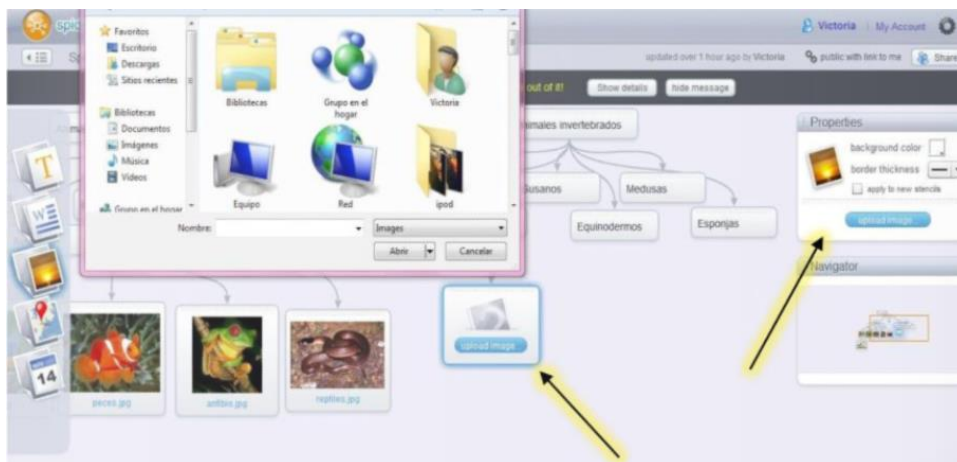 Victoria | My Account
updated over 1 hour ago by Victoria
public with link to me
Share
out of it!
Show details
hide message
Favoritos
Escritorio
Descargas
Sitios recientes
Bibliotecas
Documentos
Imágenes
Música
Vídeos
Grupo en el hogar
Bibliotecas
Grupo en el hogar
Victoria
Equipo
Red
ipod
Nombre:
Images
Abrir
Cancelar
T
W
14
nimales invertebrados
usanos
Medusas
Equinodermos
Esponjas
upload image
peces.jpg
anfibio.jpg
reptiles.jpg
Properties
background color
border thickness
apply to new stencils
upload image
Navigator